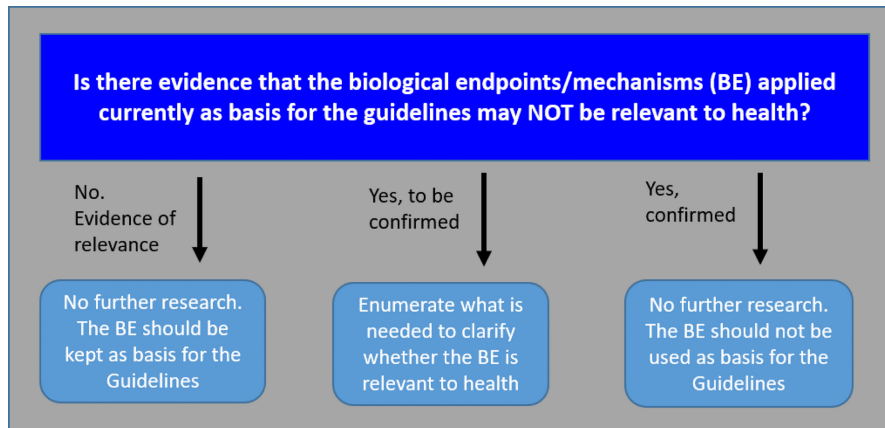 Is there evidence that the biological endpoints/mechanisms (BE) applied
currently as basis for the guidelines may NOT be relevant to health?
No.
Evidence of
relevance
Yes, to be
confirmed
Yes,
confirmed
No further research.
The BE should be
kept as basis for the
Guidelines
Enumerate what is
needed to clarify
whether the BE is
relevant to health
No further research.
The BE should not be
used as basis for the
Guidelines